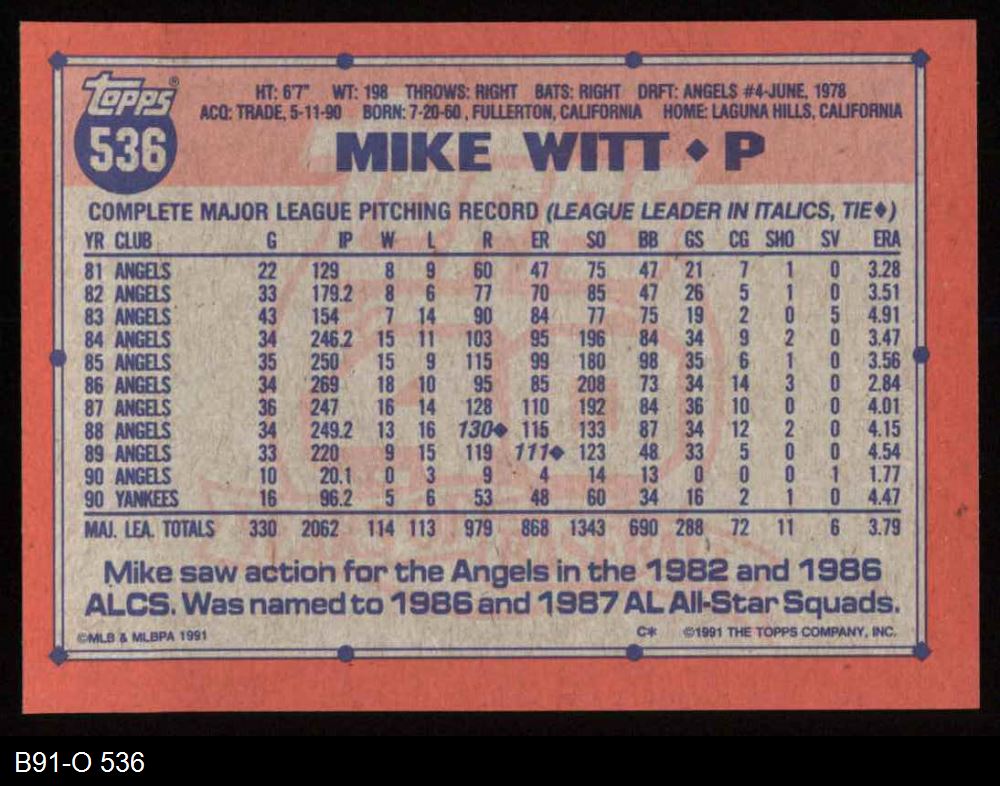 Topps®
536
HT: 6'7" WT: 198 THROWS: RIGHT BATS: RIGHT DRFT: ANGELS #4-JUNE, 1978
ACQ: TRADE, 5-11-90 BORN: 7-20-60, FULLERTON, CALIFORNIA HOME: LAGUNA HILLS, CALIFORNIA
MIKE WITT ◆ P
COMPLETE MAJOR LEAGUE PITCHING RECORD (LEAGUE LEADER IN ITALICS, TIE◆)
YR CLUB G IP W L R ER SO BB GS CG SHO SV ERA
81 ANGELS 22 129 8 9 60 47 75 47 21 7 1 0 3.28
82 ANGELS 33 179.2 8 6 77 70 85 47 26 5 1 0 3.51
83 ANGELS 43 154 7 14 90 84 77 75 19 2 0 5 4.91
84 ANGELS 34 246.2 15 11 103 95 196 84 34 9 2 0 3.47
85 ANGELS 35 250 15 9 115 99 180 98 35 6 1 0 3.56
86 ANGELS 34 269 18 10 95 85 208 73 34 14 3 0 2.84
87 ANGELS 36 247 16 14 128 110 192 84 36 10 0 0 4.01
88 ANGELS 34 249.2 13 16 130◆ 115 133 87 34 12 2 0 4.15
89 ANGELS 33 220 9 15 119 111◆ 123 48 33 5 0 0 4.54
90 ANGELS 10 20.1 0 3 9 4 14 13 0 0 0 1 1.77
90 YANKEES 16 96.2 5 6 53 48 60 34 16 2 1 0 4.47
MAJ. LEA. TOTALS 330 2062 114 113 979 868 1343 690 288 72 11 6 3.79
Mike saw action for the Angels in the 1982 and 1986
ALCS. Was named to 1986 and 1987 AL All-Star Squads.
©MLB & MLBPA 1991 C* ©1991 THE TOPPS COMPANY, INC.
B91-O 536